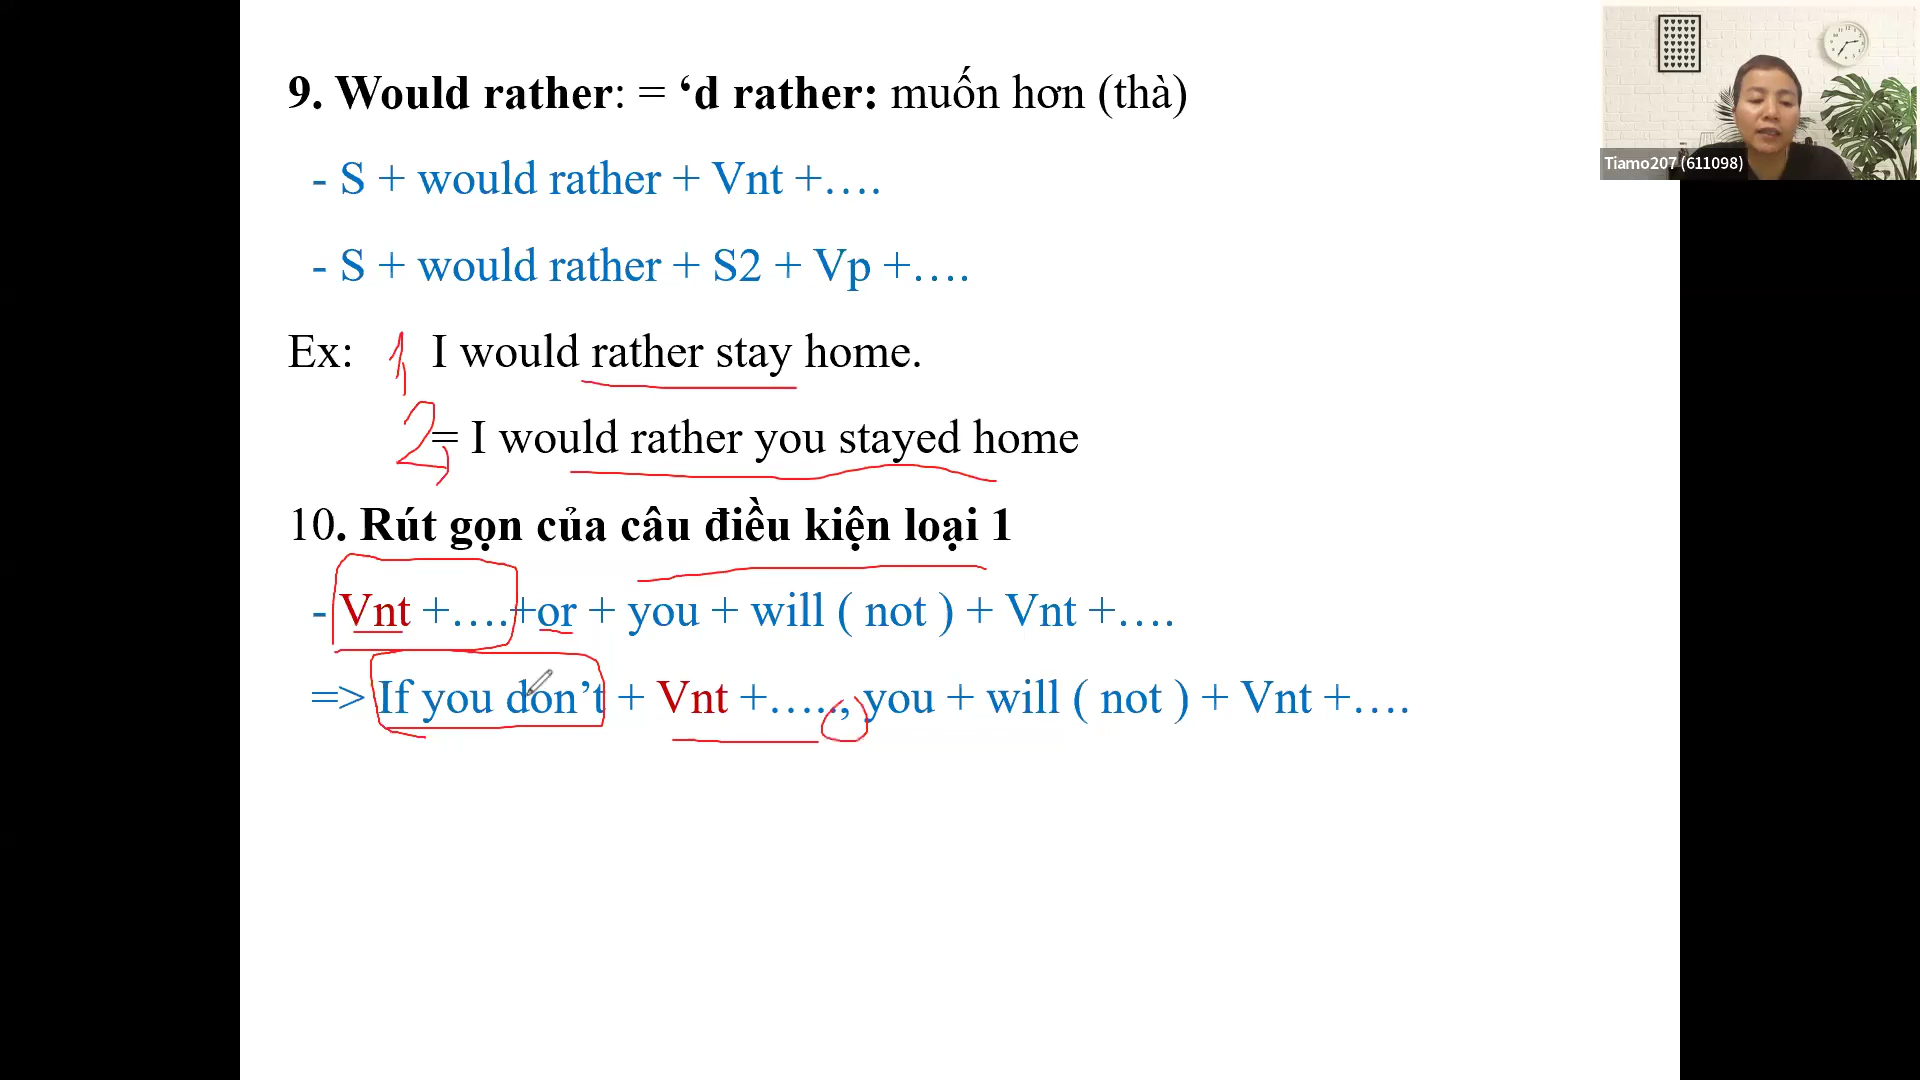 9. Would rather: = ‘d rather: muốn hơn (thà)
- S + would rather + Vnt +….
- S + would rather + S2 + Vp +….
Ex: 1, I would rather stay home.
2, = I would rather you stayed home
10. Rút gọn của câu điều kiện loại 1
- Vnt +….+or + you + will ( not ) + Vnt +….
=> If you don’t + Vnt +….., you + will ( not ) + Vnt +….
Tiamo207 (611098)